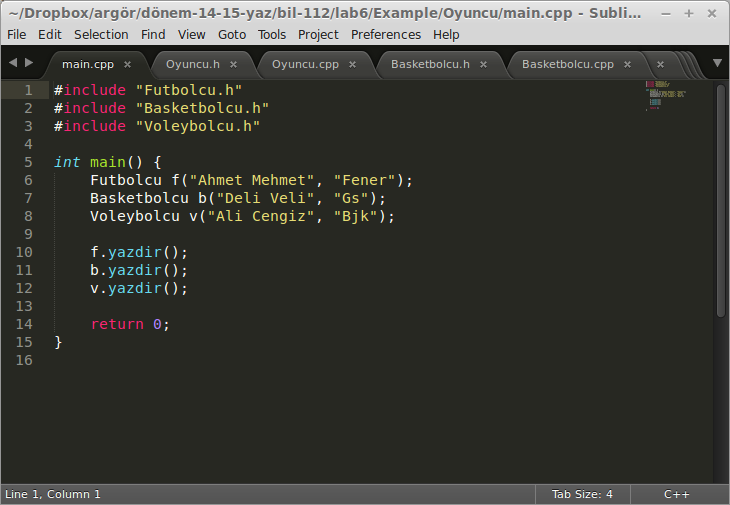 ~/Dropbox/argör/dönem-14-15-yaz/bil-112/lab6/Example/Oyuncu/main.cpp - Subli...
File Edit Selection Find View Goto Tools Project Preferences Help
main.cpp Oyuncu.h Oyuncu.cpp Basketbolcu.h Basketbolcu.cpp
1 #include "Futbolcu.h"
2 #include "Basketbolcu.h"
3 #include "Voleybolcu.h"
4
5 int main() {
6 Futbolcu f("Ahmet Mehmet", "Fener");
7 Basketbolcu b("Deli Veli", "Gs");
8 Voleybolcu v("Ali Cengiz", "Bjk");
9
10 f.yazdir();
11 b.yazdir();
12 v.yazdir();
13
14 return 0;
15 }
16
Line 1, Column 1 Tab Size: 4 C++